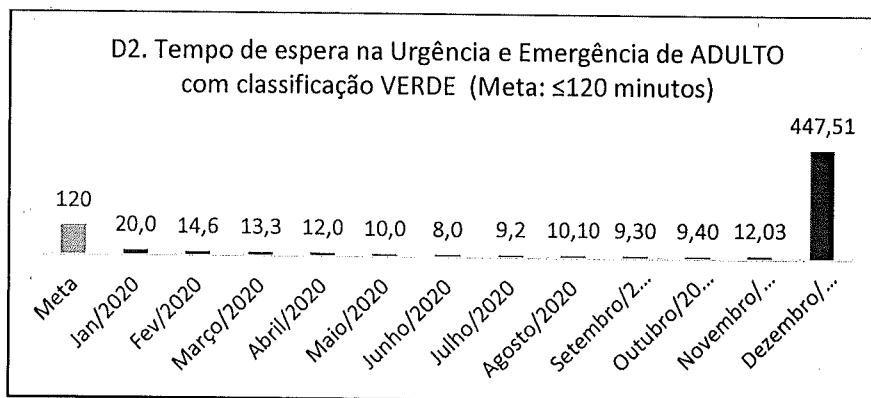 D2. Tempo de espera na Urgência e Emergência de ADULTO
com classificação VERDE (Meta: ≤120 minutos)
447,51
120
20,0 14,6 13,3 12,0 10,0 8,0 9,2 10,10 9,30 9,40 12,03
Meta
Jan/2020
Fev/2020
Março/2020
Abril/2020
Maio/2020
Junho/2020
Julho/2020
Agosto/2020
Setembro/2...
Outubro/20...
Novembro/...
Dezembro/...